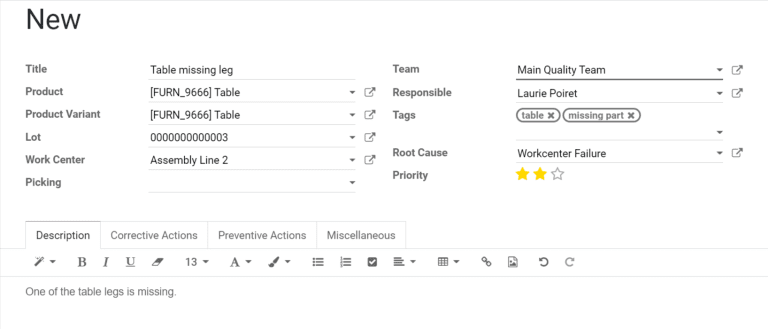 New
Title Table missing leg
Product [FURN_9666] Table
Product Variant [FURN_9666] Table
Lot 0000000000003
Work Center Assembly Line 2
Picking
Team Main Quality Team
Responsible Laurie Poiret
Tags table missing part
Root Cause Workcenter Failure
Priority
Description Corrective Actions Preventive Actions Miscellaneous
B I U 13 A
One of the table legs is missing.